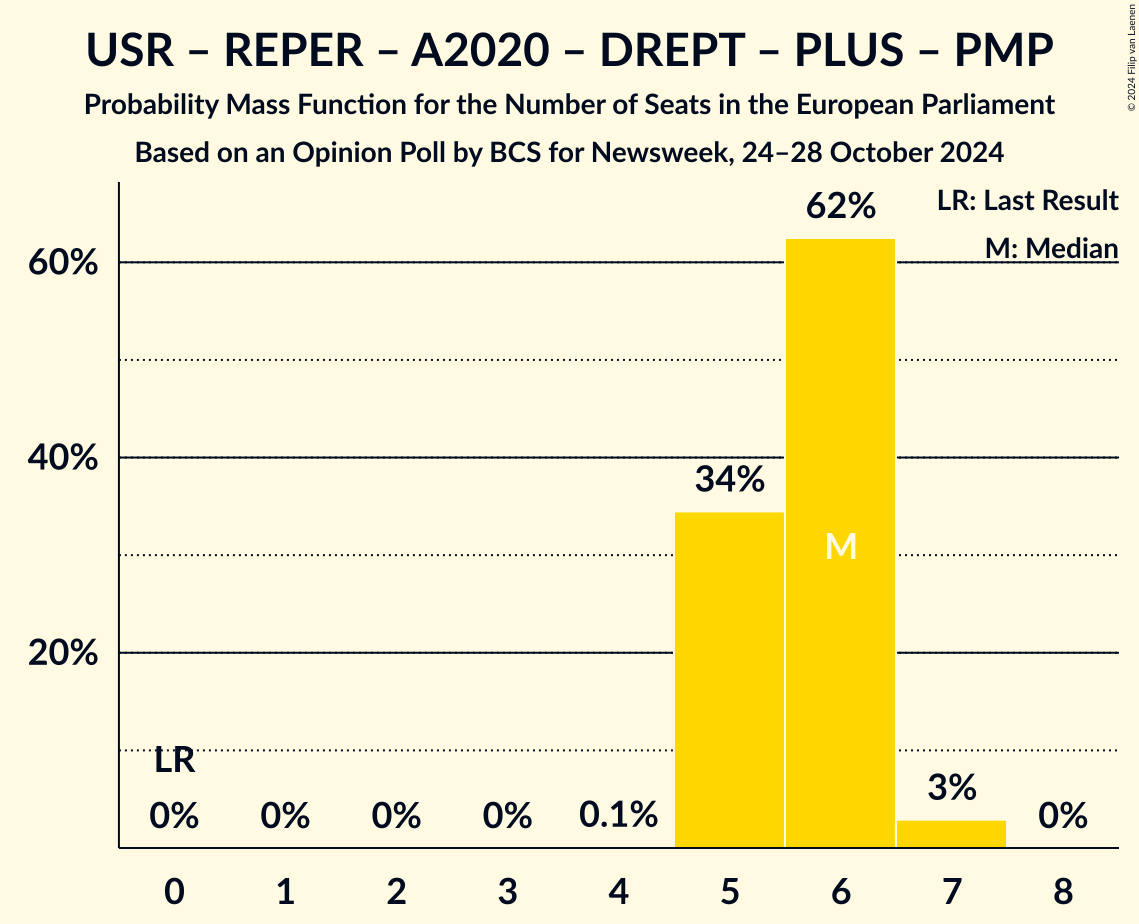 USR – REPER – A2020 – DREPT – PLUS – PMP
Probability Mass Function for the Number of Seats in the European Parliament
Based on an Opinion Poll by BCS for Newsweek, 24–28 October 2024
© 2024 Filip van Laenen
LR: Last Result
M: Median
60%
40%
20%
LR
0%
0%
0%
0%
0.1%
34%
62%
M
3%
0%
0
1
2
3
4
5
6
7
8